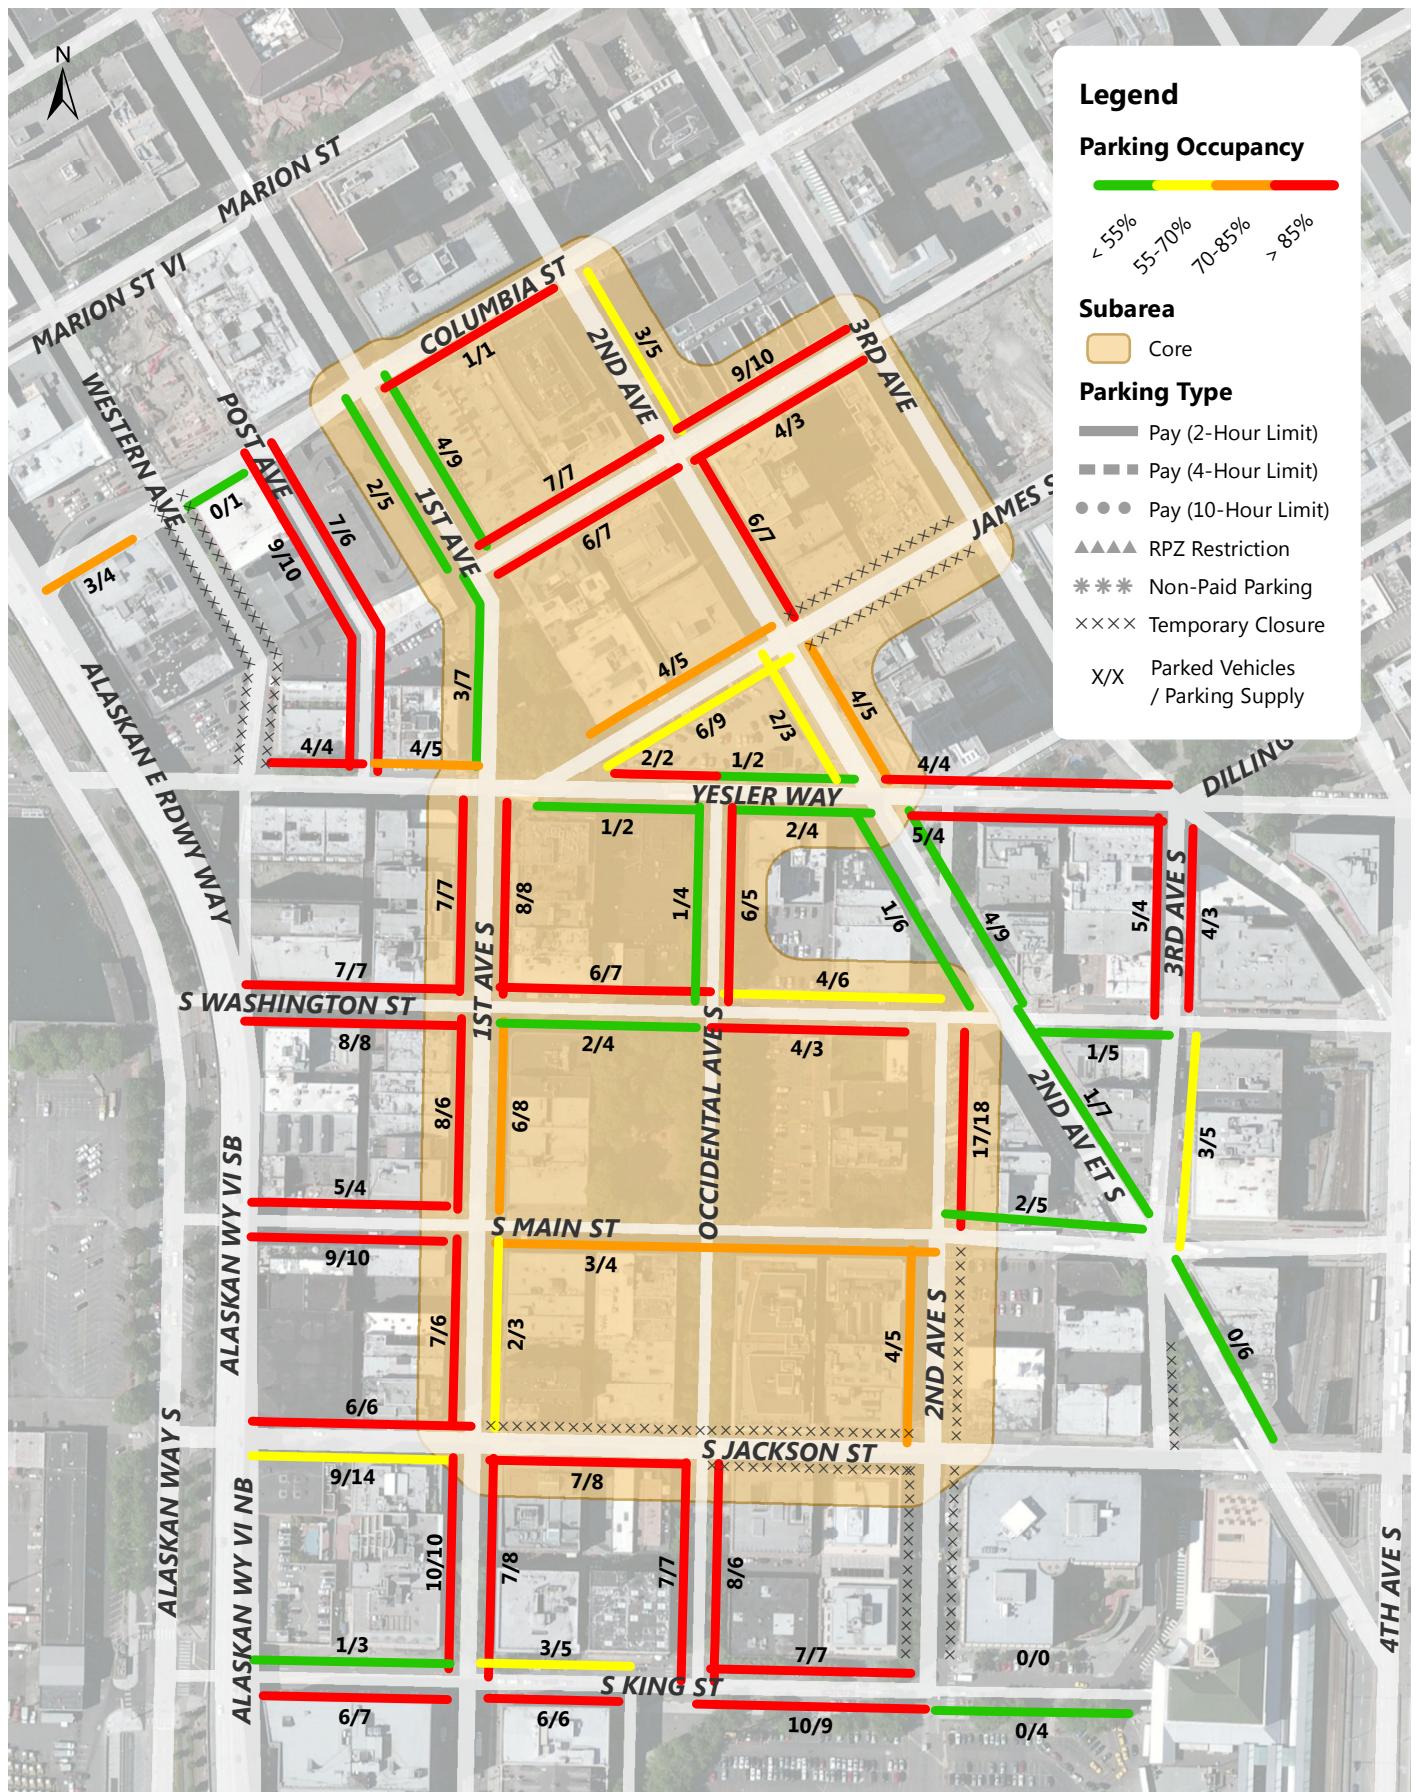 N
Legend
Parking Occupancy
< 55%
55-70%
70-85%
> 85%
Subarea
Core
Parking Type
Pay (2-Hour Limit)
Pay (4-Hour Limit)
Pay (10-Hour Limit)
RPZ Restriction
Non-Paid Parking
Temporary Closure
X/X
Parked Vehicles
/ Parking Supply
MARION ST
MARION ST VI
COLUMBIA ST
1/1
2ND AVE
3/5
9/10
3RD AVE
4/3
WESTERN AVE
POST AVE
0/1
3/4
9/10
7/6
2/5
4/9
1ST AVE
7/7
6/7
6/7
JAMES S
3/7
4/5
6/9
2/3
4/5
ALASKAN E RDWY WAY
4/4
4/5
2/2
1/2
4/4
DILLING
YESLER WAY
1/2
2/4
5/4
7/7
8/8
1/4
6/5
1/6
4/9
5/4
3RD AVE S
4/3
1ST AVE S
7/7
6/7
4/6
S WASHINGTON ST
8/8
2/4
4/3
1/5
OCCIDENTAL AVE S
8/6
6/8
17/18
2ND AV ET S
1/7
3/5
ALASKAN WY VI SB
5/4
2/5
S MAIN ST
9/10
3/4
7/6
2/3
4/5
2ND AVE S
0/6
6/6
S JACKSON ST
9/14
7/8
ALASKAN WAY S
ALASKAN WY VI NB
10/10
7/8
7/7
8/6
4TH AVE S
1/3
3/5
7/7
0/0
S KING ST
6/7
6/6
10/9
0/4